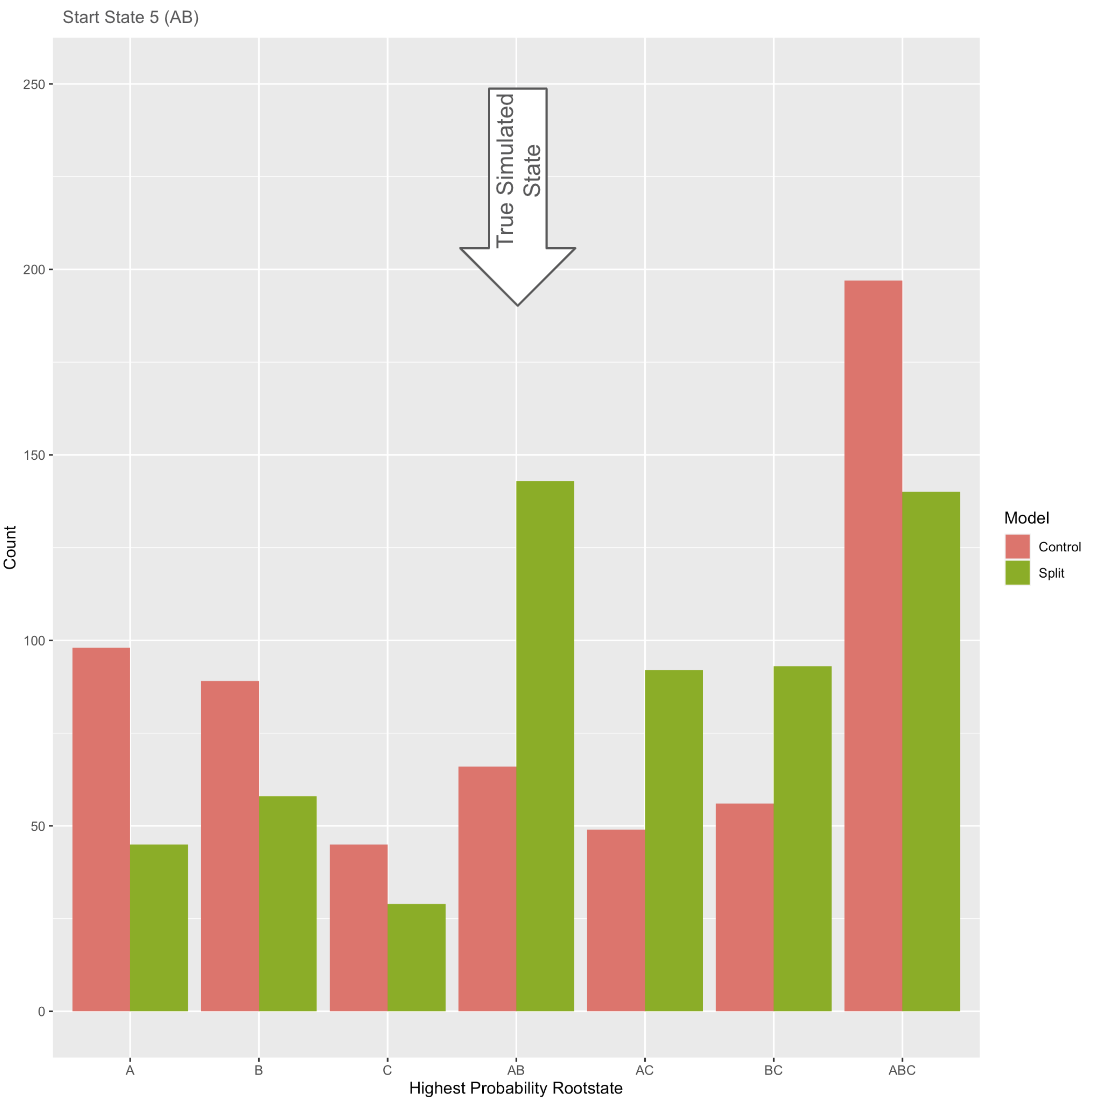 Start State 5 (AB)
250
200
150
100
50
0
Count
True Simulated
State
A
B
C
AB
AC
BC
ABC
Highest Probability Rootstate
Model
Control
Split